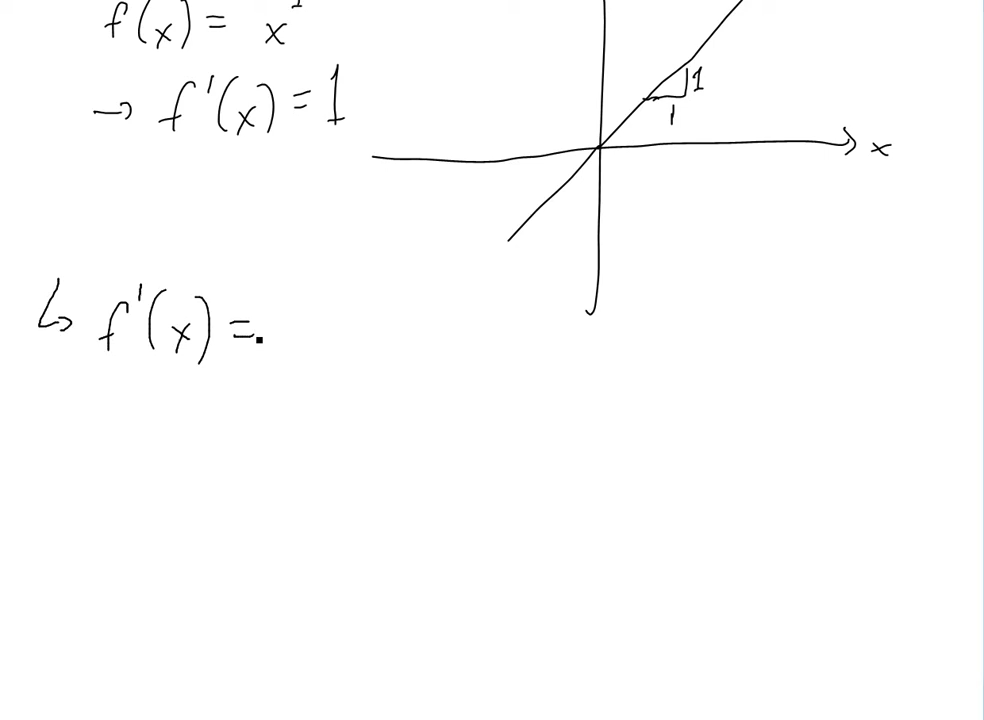 f(x) = x¹
→ f'(x) = 1
1
1
x
↳ f'(x) =